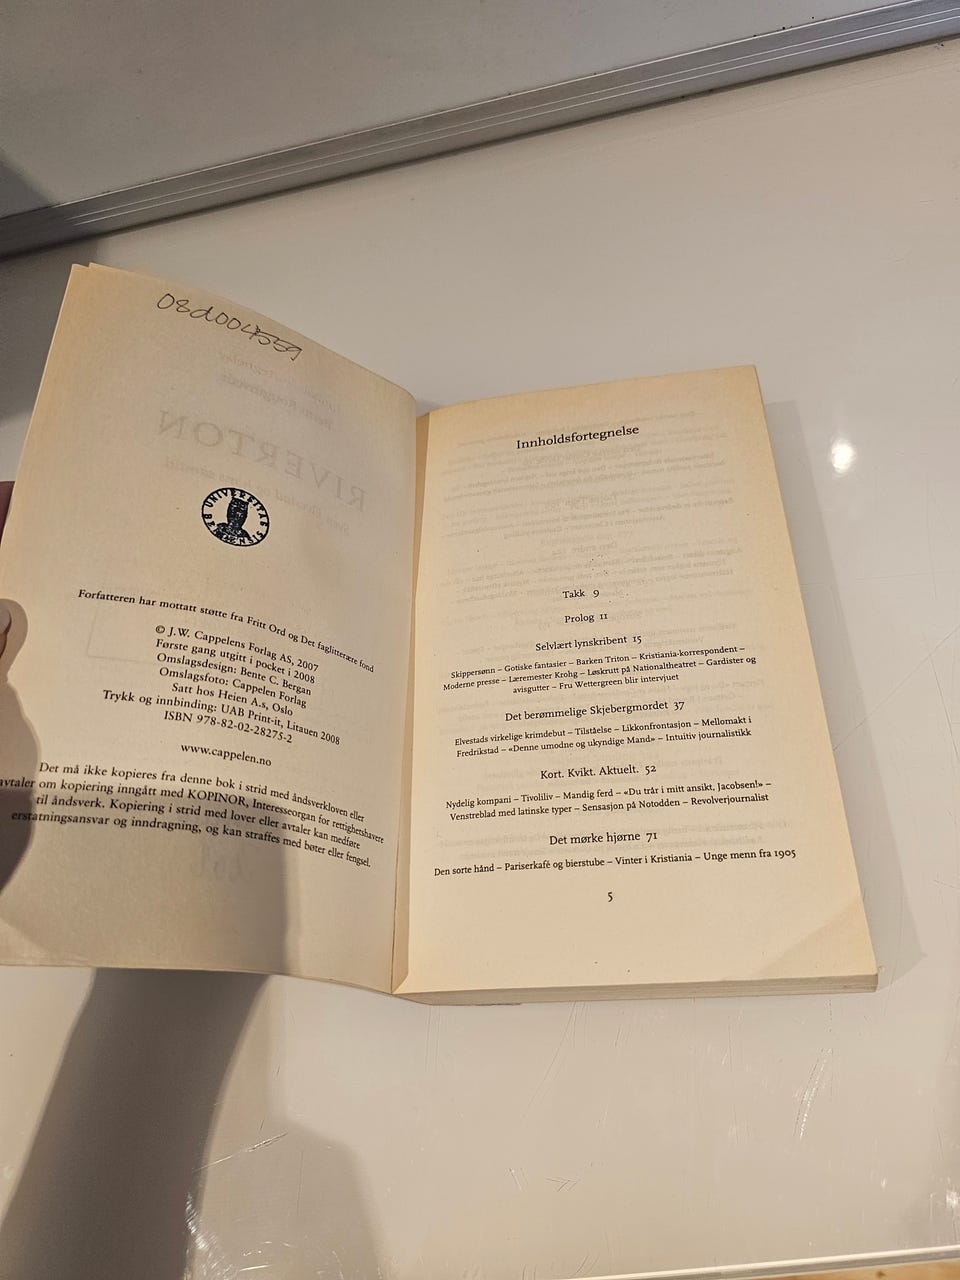 08d004559
UNIVERSITAS
BERGENSIS
Forfatteren har mottatt støtte fra Fritt Ord og Det faglitterære fond
© J.W. Cappelens Forlag AS, 2007
Første gang utgitt i pocket i 2008
Omslagsdesign: Bente C. Bergan
Omslagsfoto: Cappelen Forlag
Satt hos Heien A.s, Oslo
Trykk og innbinding: UAB Print-it, Litauen 2008
ISBN 978-82-02-28275-2
www.cappelen.no
Det må ikke kopieres fra denne bok i strid med åndsverkloven eller
avtaler om kopiering inngått med KOPINOR, Interesseorgan for rettighetshavere
til åndsverk. Kopiering i strid med lover eller avtaler kan medføre
erstatningsansvar og inndragning, og kan straffes med bøter eller fengsel.
RIVERTON
Innholdsfortegnelse
Takk 9
Prolog 11
Selvlært lynskribent 15
Skippersønn – Gotiske fantasier – Barken Triton – Kristiania-korrespondent –
Moderne presse – Læremester Krohg – Løskrutt på Nationaltheatret – Gardister og
avisgutter – Fru Wettergreen blir intervjuet
Det berømmelige Skjebergmordet 37
Elvestads virkelige krimdebut – Tilståelse – Likkonfrontasjon – Mellomakt i
Fredrikstad – «Denne umodne og ukyndige Mand» – Intuitiv journalistikk
Kort. Kvikt. Aktuelt. 52
Nydelig kompani – Tivoliliv – Mandig ferd – «Du trår i mitt ansikt, Jacobsen!» –
Venstreblad med latinske typer – Sensasjon på Notodden – Revolverjournalist
Det mørke hjørne 71
Den sorte hånd – Pariserkafé og bierstube – Vinter i Kristiania – Unge menn fra 1905
5